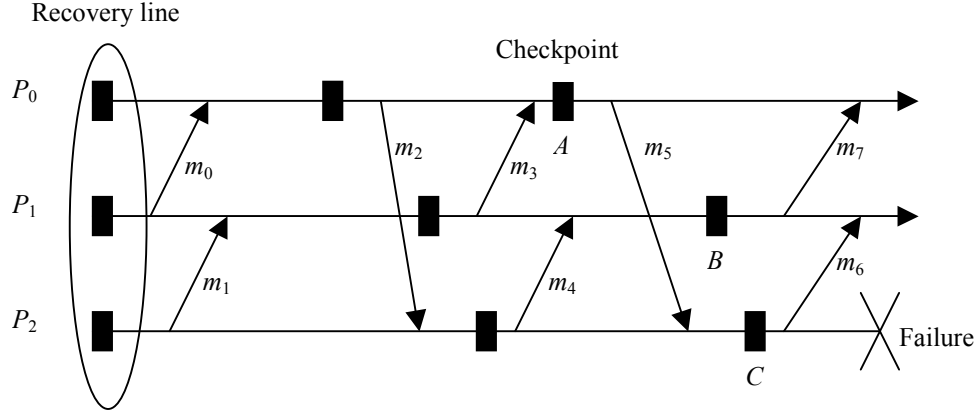 Recovery line
Checkpoint
P0
A
m0
m2
m3
m5
m7
P1
B
m1
m4
m6
P2
C
Failure